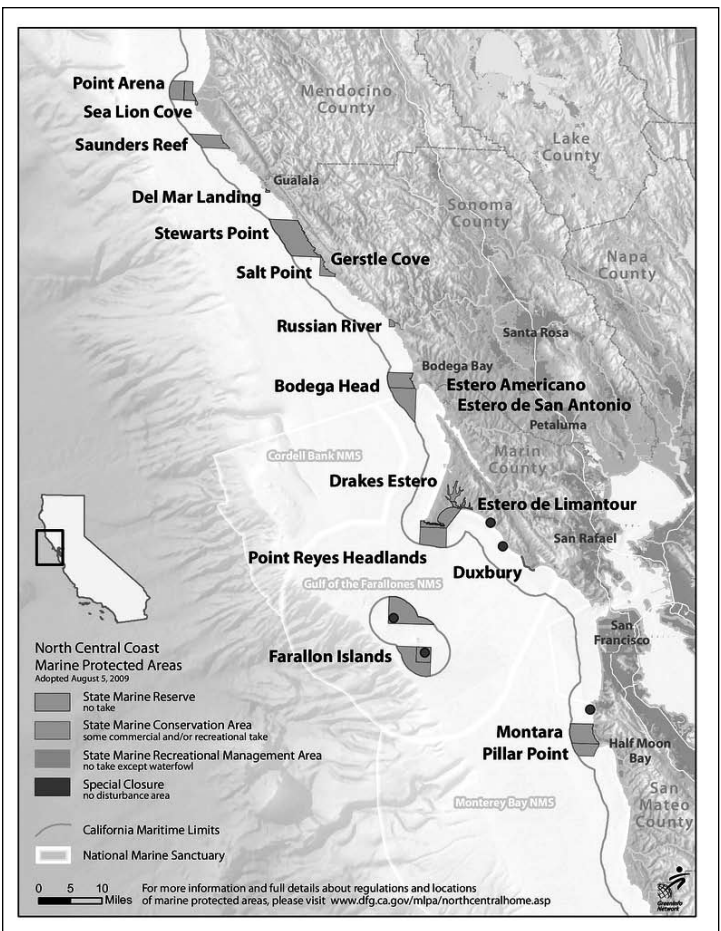 Point Arena
Sea Lion Cove
Saunders Reef
Mendocino
County
Lake
County
Gualala
Del Mar Landing
Stewarts Point
Sonoma
County
Gerstle Cove
Salt Point
Napa
County
Russian River
Santa Rosa
Bodega Bay
Bodega Head
Estero Americano
Estero de San Antonio
Petaluma
Marin
County
Cordell Bank NMS
Drakes Estero
Estero de Limantour
San Rafael
Point Reyes Headlands
Duxbury
Gulf of the Farallones NMS
San
Francisco
Farallon Islands
Montara
Pillar Point
Half Moon
Bay
San
Mateo
County
Monterey Bay NMS
North Central Coast
Marine Protected Areas
Adopted August 5, 2009
State Marine Reserve
no take
State Marine Conservation Area
some commercial and/or recreational take
State Marine Recreational Management Area
no take except waterfowl
Special Closure
no disturbance area
California Maritime Limits
National Marine Sanctuary
0 5 10
Miles
For more information and full details about regulations and locations
of marine protected areas, please visit www.dfg.ca.gov/mlpa/northcentralhome.asp
GreenInfo
Network